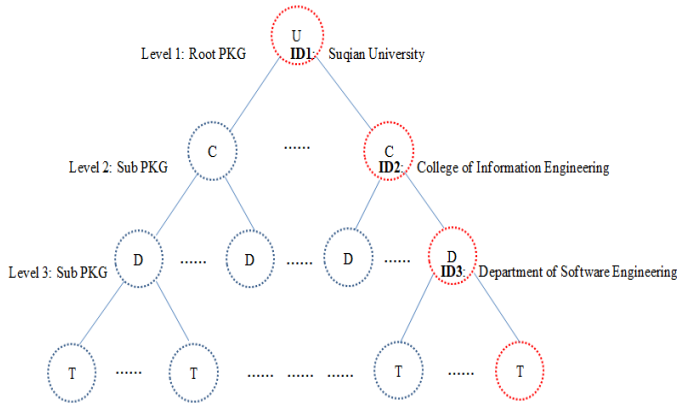 U
Level 1: Root PKG ID1: Suqian University
C ...... C
Level 2: Sub PKG ID2: College of Information Engineering
D ...... D ...... D ...... D
Level 3: Sub PKG ID3: Department of Software Engineering
T ...... T ...... ...... ...... T ...... T